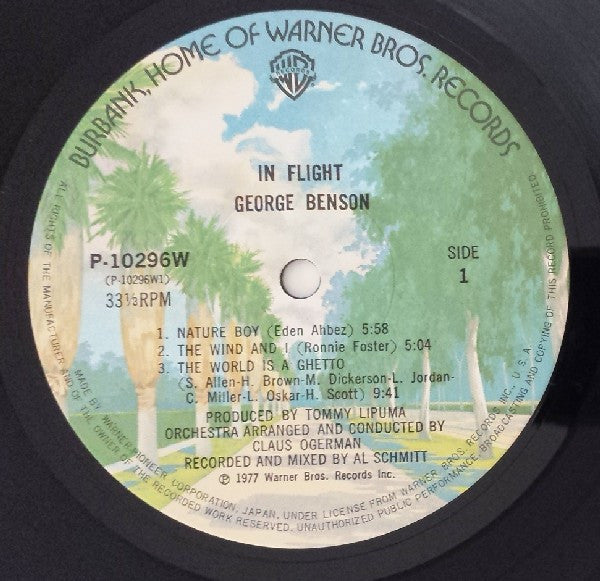 BURBANK, HOME OF WARNER BROS. RECORDS
RECORDS
IN FLIGHT
GEORGE BENSON
P-10296W
(P-10296W1)
33⅓RPM
SIDE
1
1. NATURE BOY (Eden Ahbez) 5:58
2. THE WIND AND I (Ronnie Foster) 5:04
3. THE WORLD IS A GHETTO
(S. Allen-H. Brown-M. Dickerson-L. Jordan-
C. Miller-L. Oskar-H. Scott) 9:41
PRODUCED BY TOMMY LIPUMA
ORCHESTRA ARRANGED AND CONDUCTED BY
CLAUS OGERMAN
RECORDED AND MIXED BY AL SCHMITT
℗ 1977 Warner Bros. Records Inc.
MADE BY WARNER-PIONEER CORPORATION, JAPAN, UNDER LICENSE FROM WARNER BROS. RECORDS INC., U.S.A.
ALL RIGHTS OF THE MANUFACTURER AND OF THE OWNER OF THE RECORDED WORK RESERVED. UNAUTHORIZED PUBLIC PERFORMANCE, BROADCASTING AND COPYING OF THIS RECORD PROHIBITED.